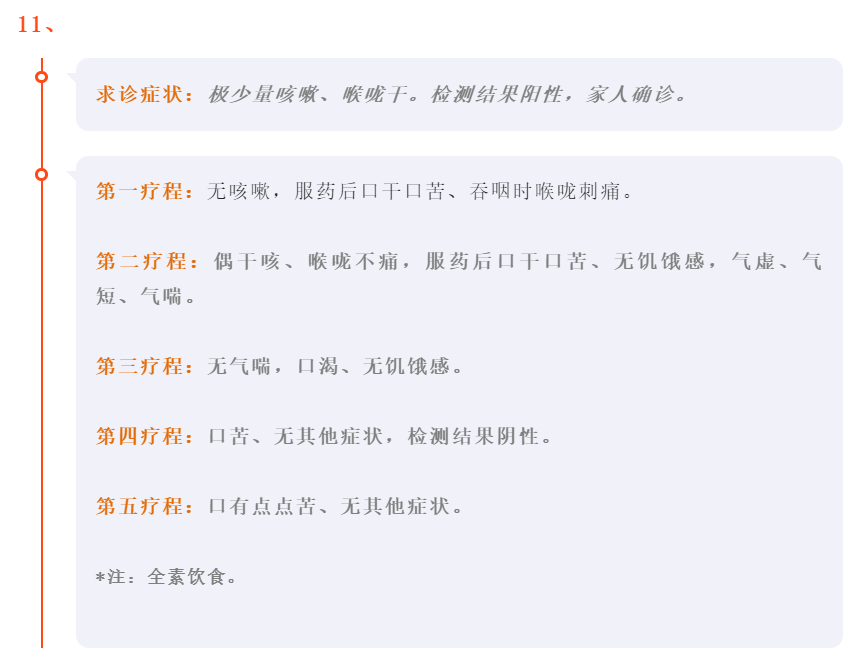 11、
求诊症状：极少量咳嗽、喉咙干。检测结果阳性，家人确诊。
第一疗程：无咳嗽，服药后口干口苦、吞咽时喉咙刺痛。
第二疗程：偶干咳、喉咙不痛，服药后口干口苦、无饥饿感，气虚、气
短、气喘。
第三疗程：无气喘，口渴、无饥饿感。
第四疗程：口苦、无其他症状，检测结果阴性。
第五疗程：口有点点苦、无其他症状。
*注：全素饮食。